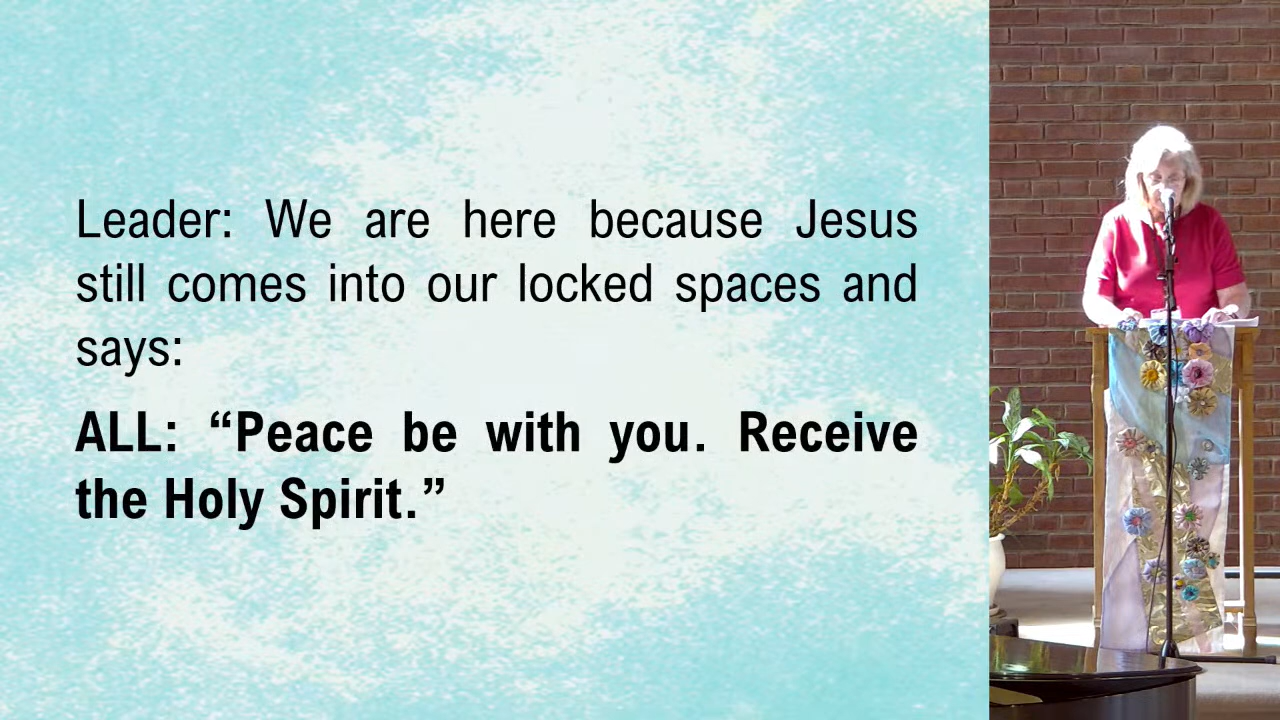 Leader: We are here because Jesus
still comes into our locked spaces and
says:
ALL: “Peace be with you. Receive
the Holy Spirit.”